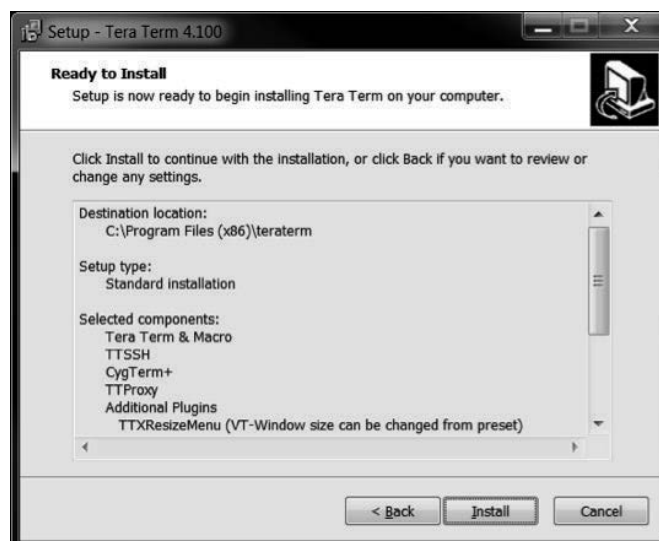 Setup - Tera Term 4.100
Ready to Install
Setup is now ready to begin installing Tera Term on your computer.
Click Install to continue with the installation, or click Back if you want to review or
change any settings.
Destination location:
C:\Program Files (x86)\teraterm
Setup type:
Standard installation
Selected components:
Tera Term & Macro
TTSSH
CygTerm+
TTProxy
Additional Plugins
TTXResizeMenu (VT-Window size can be changed from preset)
< Back
Install
Cancel